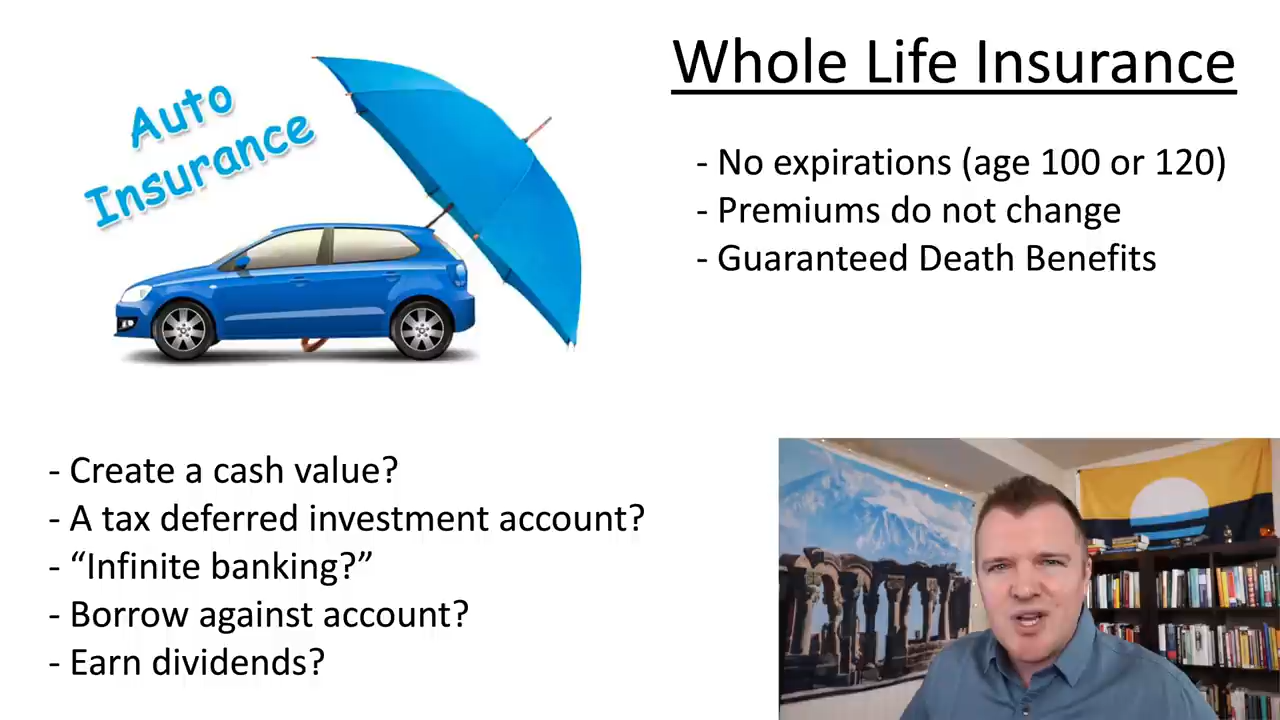 Auto
Insurance
Whole Life Insurance
- No expirations (age 100 or 120)
- Premiums do not change
- Guaranteed Death Benefits
- Create a cash value?
- A tax deferred investment account?
- “Infinite banking?”
- Borrow against account?
- Earn dividends?